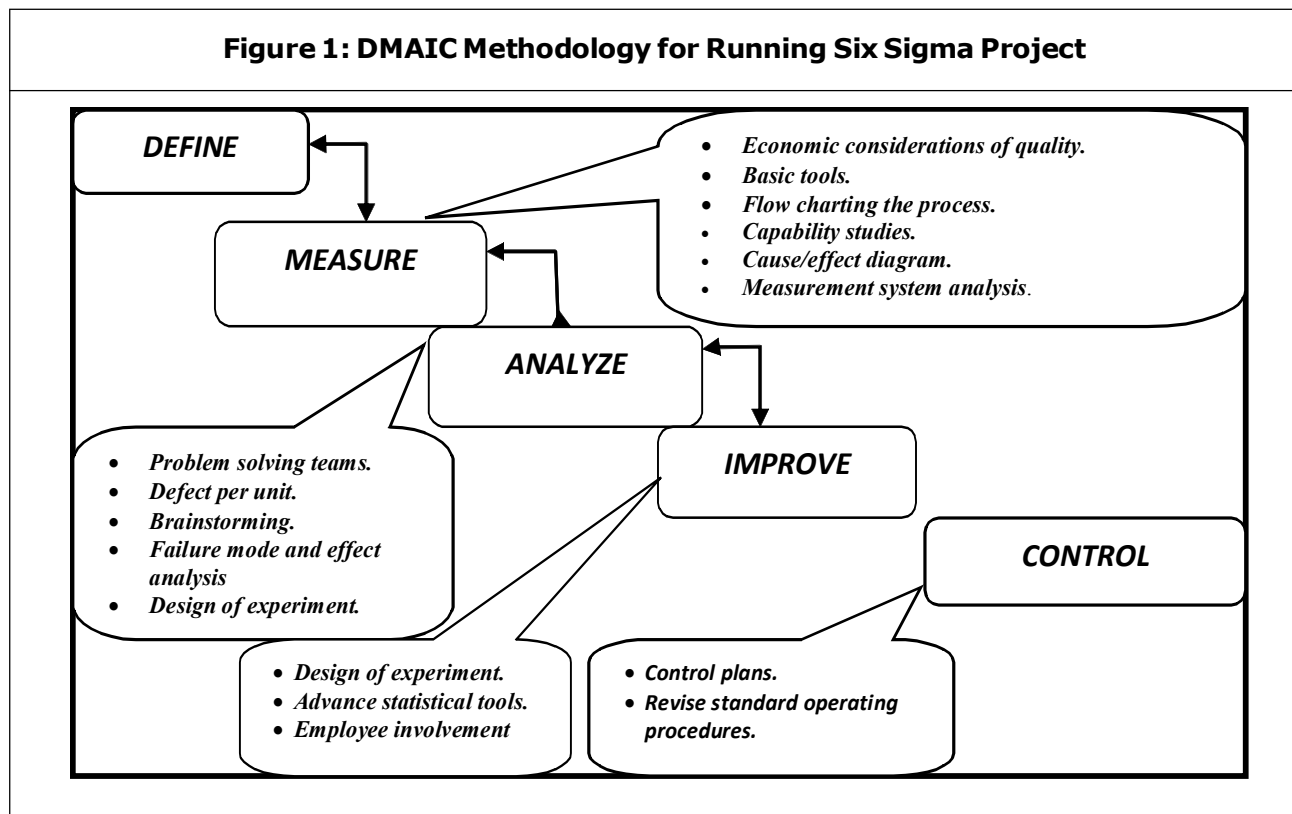 Figure 1: DMAIC Methodology for Running Six Sigma Project
DEFINE
• Economic considerations of quality.
• Basic tools.
• Flow charting the process.
• Capability studies.
• Cause/effect diagram.
• Measurement system analysis.
MEASURE
ANALYZE
• Problem solving teams.
• Defect per unit.
• Brainstorming.
• Failure mode and effect
analysis
• Design of experiment.
IMPROVE
CONTROL
• Design of experiment.
• Advance statistical tools.
• Employee involvement
• Control plans.
• Revise standard operating
procedures.